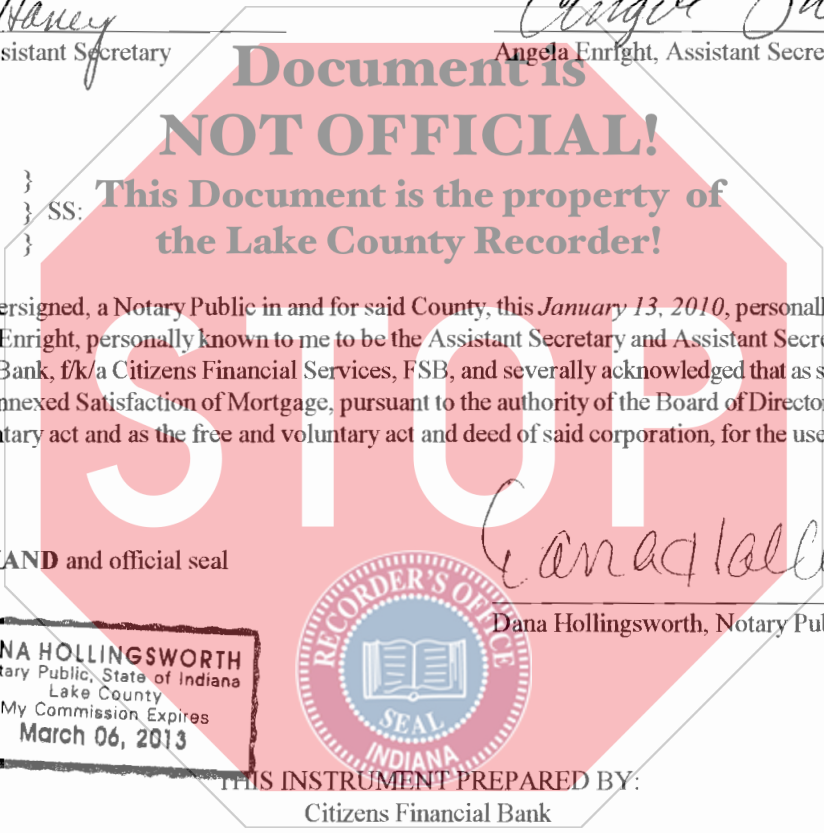 Haney
sistant Secretary
Angela Enright, Assistant Secre
Document is
NOT OFFICIAL!
This Document is the property of
the Lake County Recorder!
}
} SS:
}
ersigned, a Notary Public in and for said County, this January 13, 2010, personall
Enright, personally known to me to be the Assistant Secretary and Assistant Secre
Bank, f/k/a Citizens Financial Services, FSB, and severally acknowledged that as s
nnexed Satisfaction of Mortgage, pursuant to the authority of the Board of Director
tary act and as the free and voluntary act and deed of said corporation, for the use
STOP
AND and official seal
Dana Hollingsworth, Notary Pub
NA HOLLINGSWORTH
tary Public, State of Indiana
Lake County
My Commission Expires
March 06, 2013
RECORDER'S OFFICE
SEAL
INDIANA
THIS INSTRUMENT PREPARED BY:
Citizens Financial Bank